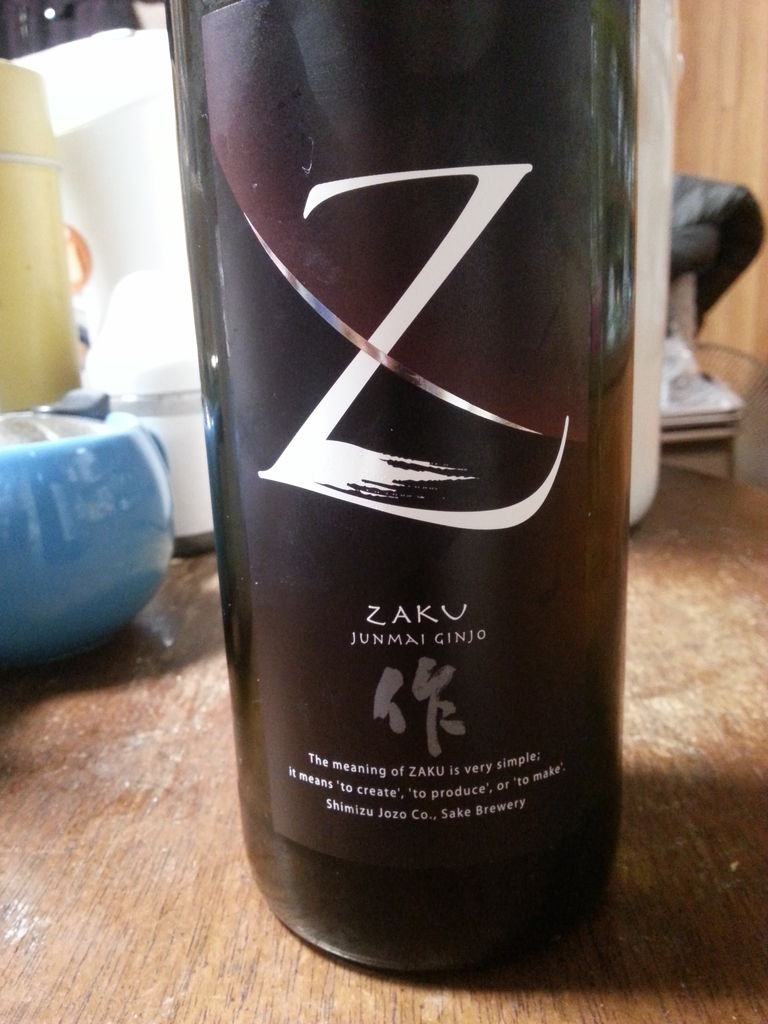 Z
ZAKU
JUNMAI GINJO
作
The meaning of ZAKU is very simple;
it means 'to create', 'to produce', or 'to make'.
Shimizu Jozo Co., Sake Brewery